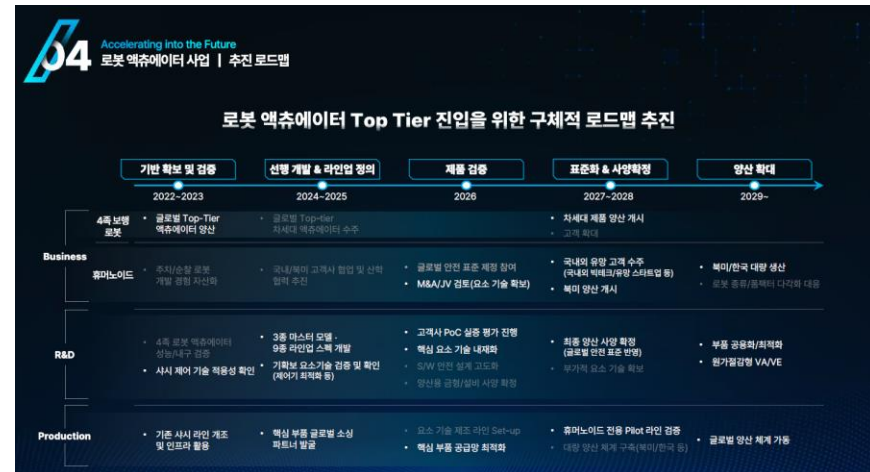 04
Accelerating into the Future
로봇 액츄에이터 사업 | 추진 로드맵
로봇 액츄에이터 Top Tier 진입을 위한 구체적 로드맵 추진
기반 확보 및 검증
선행 개발 & 라인업 정의
제품 검증
표준화 & 사양확정
양산 확대
2022~2023
2024~2025
2026
2027~2028
2029~
Business
4족 보행
로봇
• 글로벌 Top-Tier
액츄에이터 양산
• 글로벌 Top-tier
차세대 액츄에이터 수주
• 차세대 제품 양산 개시
• 고객 확대
휴머노이드
• 주차/순찰 로봇
개발 경험 자산화
• 국내/북미 고객사 협업 및 산학
협력 추진
• 글로벌 안전 표준 제정 참여
• M&A/JV 검토(요소 기술 확보)
• 국내외 유망 고객 수주
(국내외 빅테크/유망 스타트업 등)
• 북미 양산 개시
• 북미/한국 대량 생산
• 로봇 종류/폼팩터 다각화 대응
R&D
• 4족 로봇 액츄에이터
성능/내구 검증
• 샤시 제어 기술 적용성 확인
• 3종 마스터 모델 ·
9종 라인업 스펙 개발
• 기확보 요소기술 검증 및 확인
(제어기 최적화 등)
• 고객사 PoC 실증 평가 진행
• 핵심 요소 기술 내재화
• S/W 안전 설계 고도화
• 양산용 금형/설비 사양 확정
• 최종 양산 사양 확정
(글로벌 안전 표준 반영)
• 부가적 요소 기술 확보
• 부품 공용화/최적화
• 원가절감형 VA/VE
Production
• 기존 샤시 라인 개조
및 인프라 활용
• 핵심 부품 글로벌 소싱
파트너 발굴
• 요소 기술 제조 라인 Set-up
• 핵심 부품 공급망 최적화
• 휴머노이드 전용 Pilot 라인 검증
• 대량 양산 체계 구축(북미/한국 등)
• 글로벌 양산 체계 가동